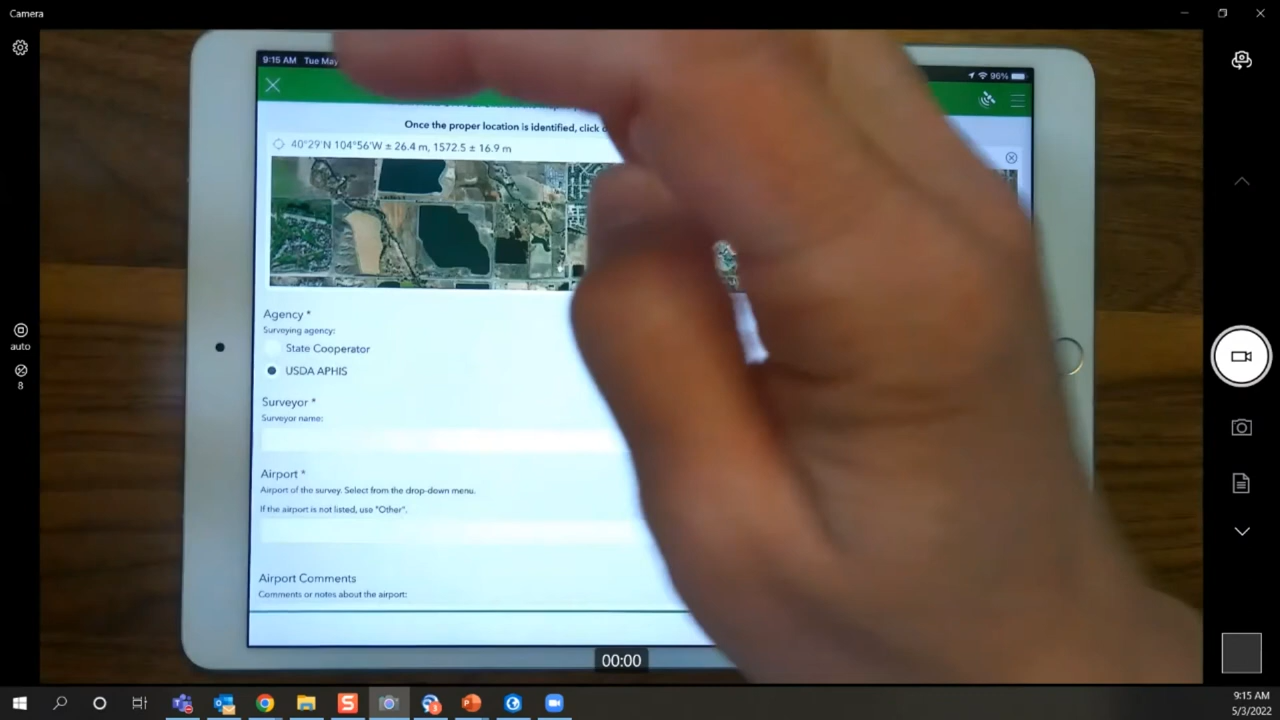 Camera
9:15 AM Tue May
96%
Once the proper location is identified, click
40°29'N 104°56'W ± 26.4 m, 1572.5 ± 16.9 m
Agency *
Surveying agency:
State Cooperator
USDA APHIS
auto
8
Surveyor *
Surveyor name:
Airport *
Airport of the survey. Select from the drop-down menu.
If the airport is not listed, use "Other".
Airport Comments
Comments or notes about the airport:
00:00
9:15 AM
5/3/2022